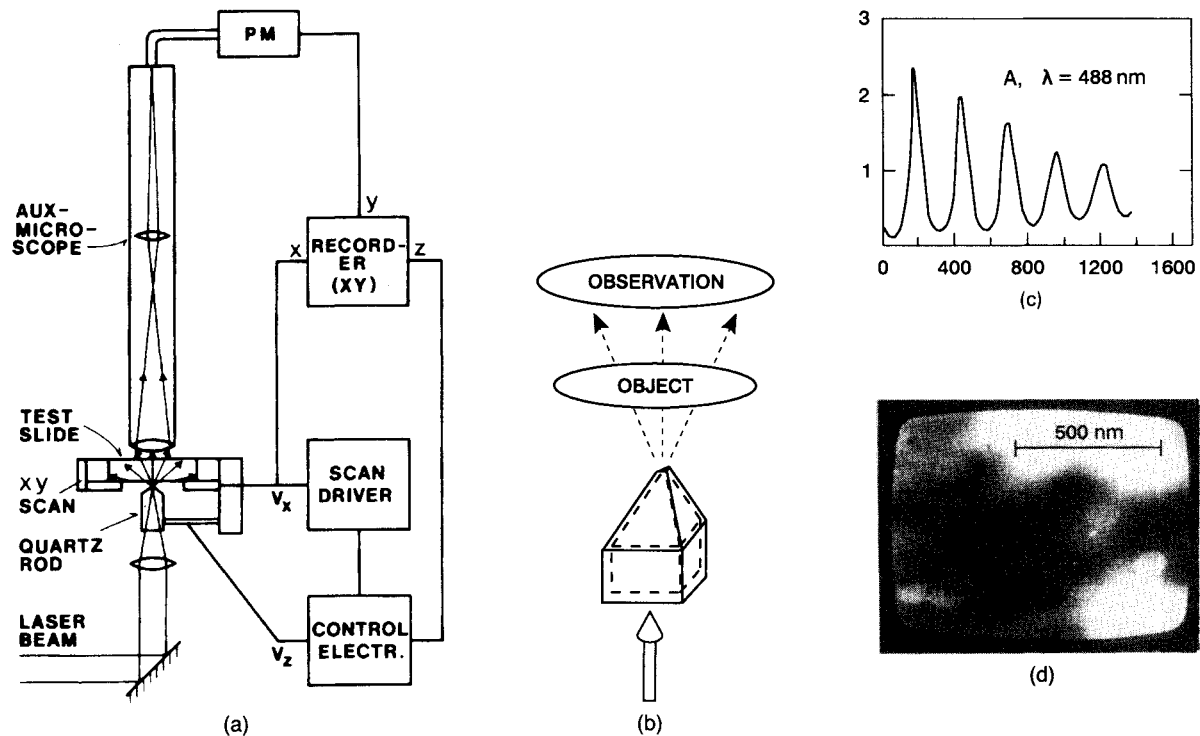 PM
AUX-
MICRO-
SCOPE
y
x
RECORD-
ER
(XY)
z
TEST
SLIDE
xy
SCAN
QUARTZ
ROD
LASER
BEAM
Vx
SCAN
DRIVER
Vz
CONTROL
ELECTR.
(a)
OBSERVATION
OBJECT
(b)
3
2
1
A, λ = 488 nm
0 400 800 1200 1600
(c)
500 nm
(d)